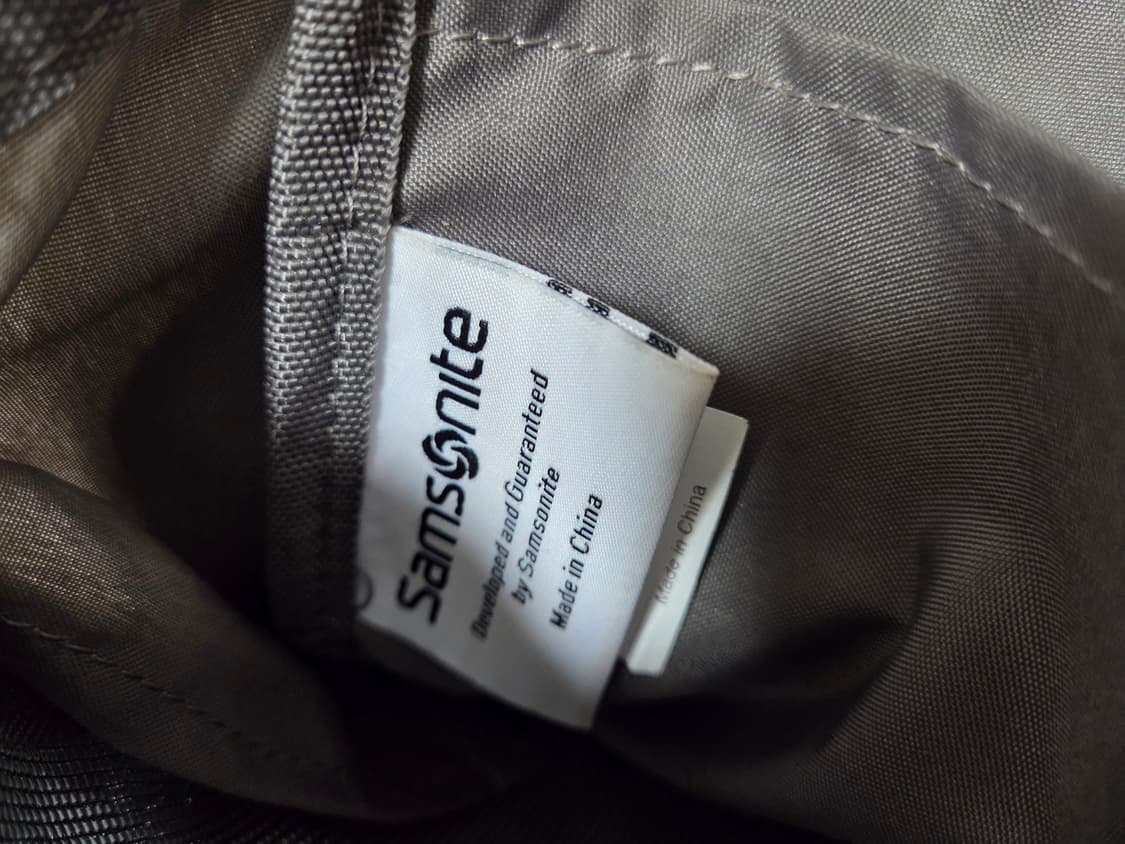 Samsonite
Developed and Guaranteed
by Samsonite
Made in China
Made in China